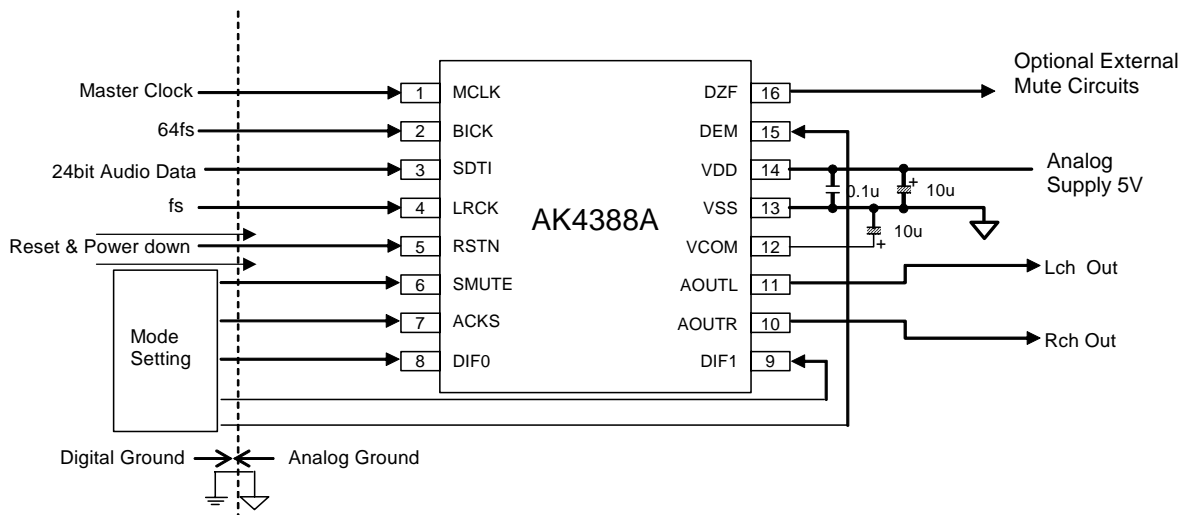 Master Clock
64fs
24bit Audio Data
fs
Reset & Power down
Mode
Setting
1 MCLK
2 BICK
3 SDTI
4 LRCK
5 RSTN
6 SMUTE
7 ACKS
8 DIF0
AK4388A
DZF 16
DEM 15
VDD 14
VSS 13
VCOM 12
AOUTL 11
AOUTR 10
DIF1 9
Optional External
Mute Circuits
Analog
Supply 5V
0.1u
+ 10u
10u
+
Lch Out
Rch Out
Digital Ground
Analog Ground